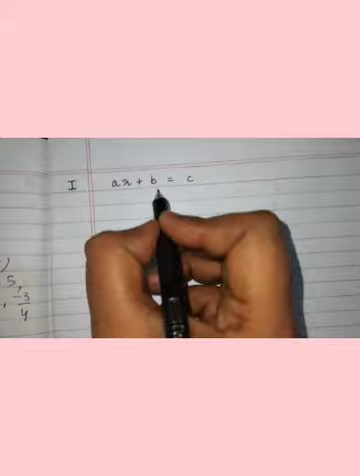 I ax + b = c
)
5,
, -3/4